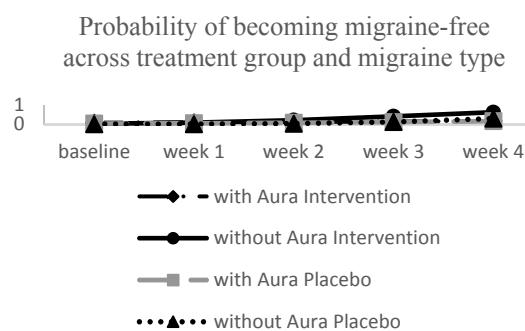 Probability of becoming migraine-free
across treatment group and migraine type
1
0
baseline week 1 week 2 week 3 week 4
with Aura Intervention
without Aura Intervention
with Aura Placebo
without Aura Placebo